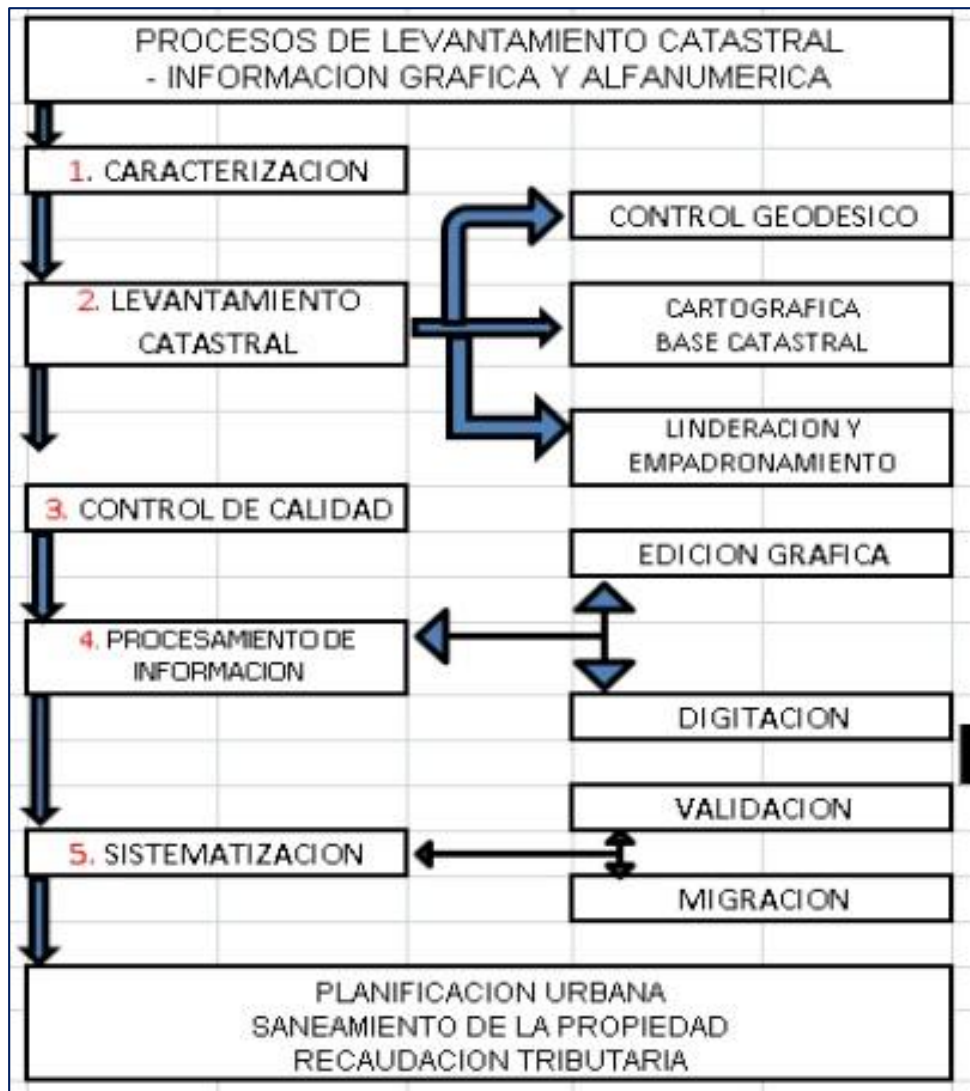 PROCESOS DE LEVANTAMIENTO CATASTRAL
- INFORMACION GRAFICA Y ALFANUMERICA
1. CARACTERIZACION
CONTROL GEODESICO
2. LEVANTAMIENTO
CATASTRAL
CARTOGRAFICA
BASE CATASTRAL
LINDERACION Y
EMPADRONAMIENTO
3. CONTROL DE CALIDAD
EDICION GRAFICA
4. PROCESAMIENTO DE
INFORMACION
DIGITACION
VALIDACION
5. SISTEMATIZACION
MIGRACION
PLANIFICACION URBANA
SANEAMIENTO DE LA PROPIEDAD
RECAUDACION TRIBUTARIA